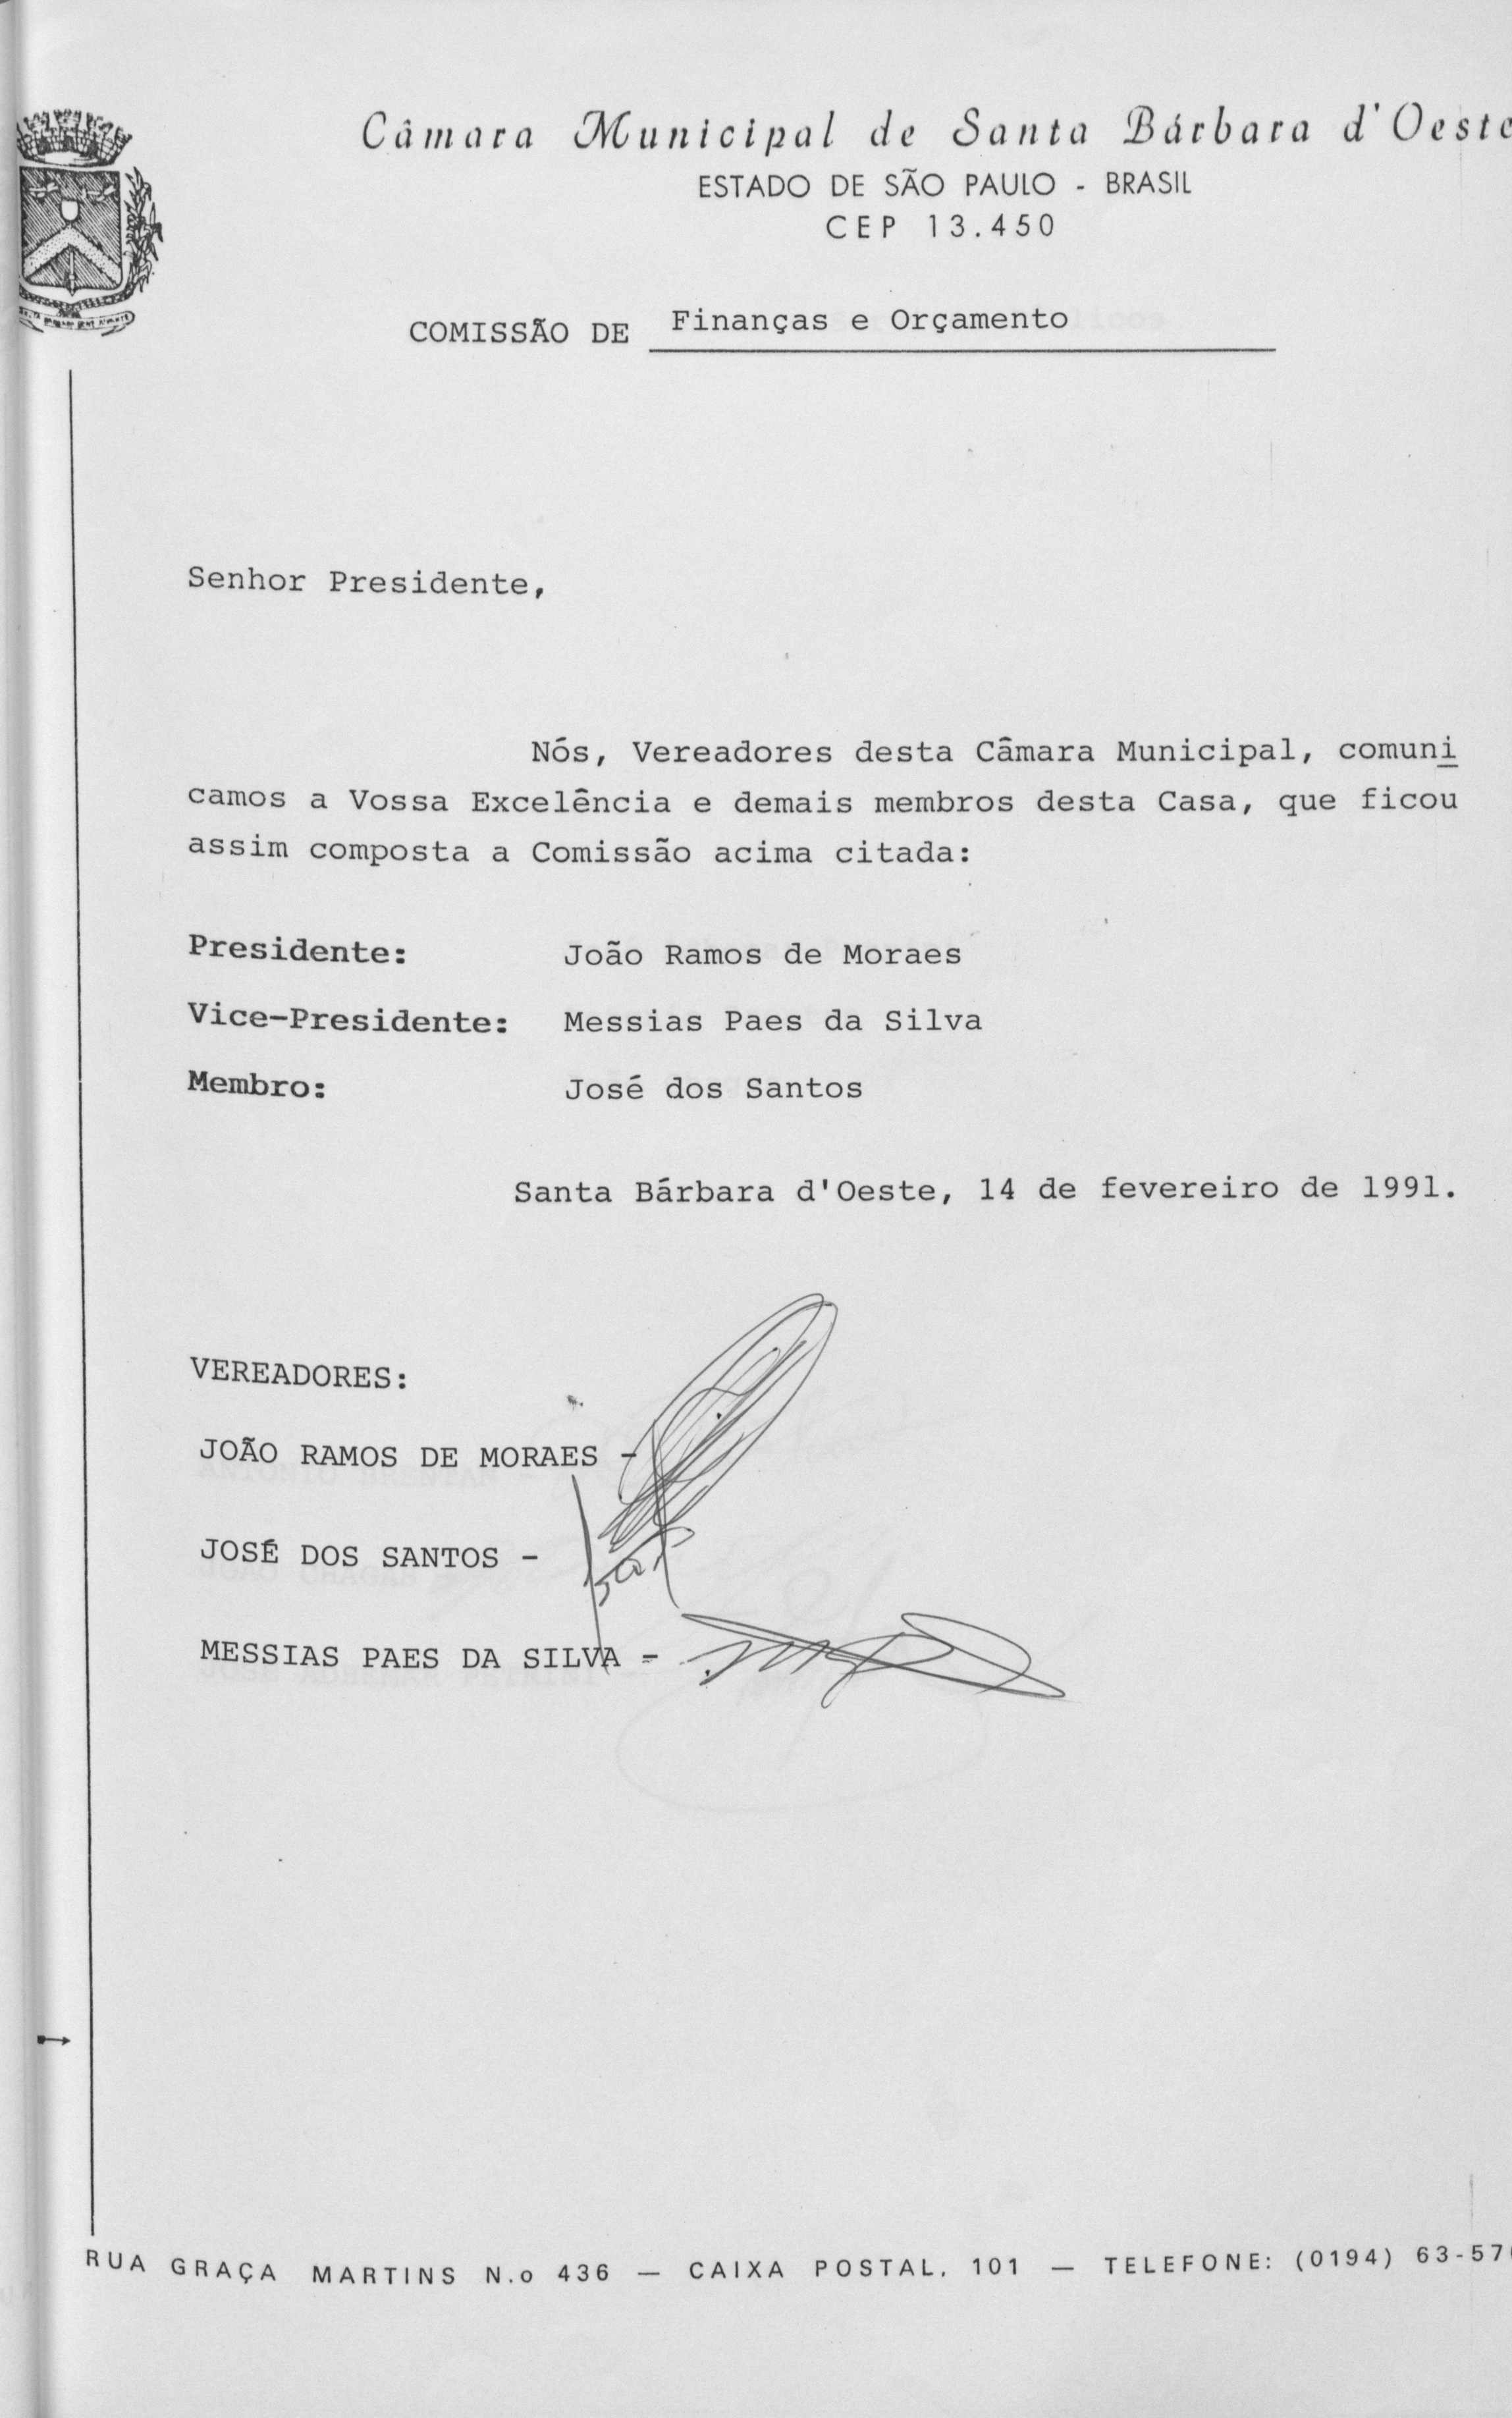 Câmara Municipal de Santa Bárbara d'Oeste
ESTADO DE SÃO PAULO - BRASIL
CEP 13.450
COMISSÃO DE Finanças e Orçamento
Senhor Presidente,
Nós, Vereadores desta Câmara Municipal, comuni
camos a Vossa Excelência e demais membros desta Casa, que ficou
assim composta a Comissão acima citada:
Presidente: João Ramos de Moraes
Vice-Presidente: Messias Paes da Silva
Membro: José dos Santos
Santa Bárbara d'Oeste, 14 de fevereiro de 1991.
VEREADORES:
JOÃO RAMOS DE MORAES -
JOSÉ DOS SANTOS -
MESSIAS PAES DA SILVA -
RUA GRAÇA MARTINS N.o 436 — CAIXA POSTAL, 101 — TELEFONE: (0194)